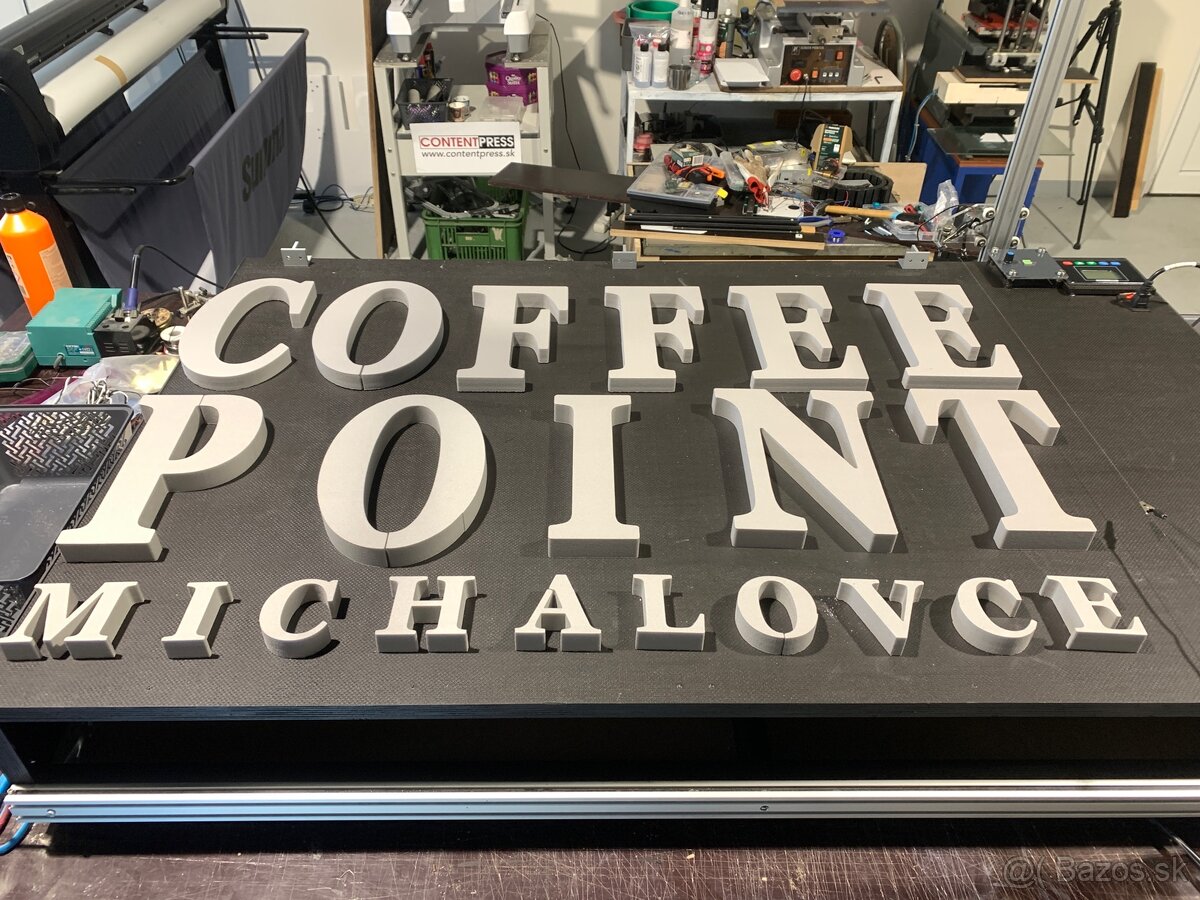 CONTENTPRESS
www.contentpress.sk
COFFEE
POINT
MICHALOVCE
@( Bazos.sk